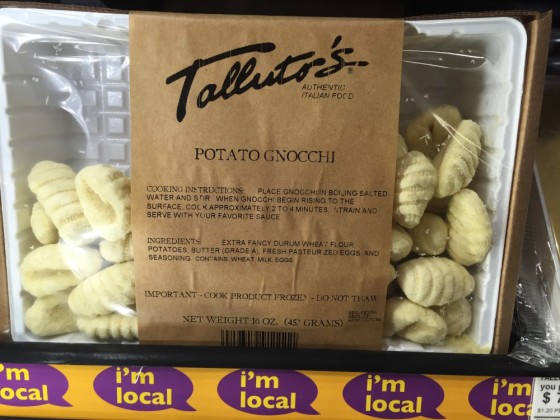 Talluto's®
AUTHENTIC
ITALIAN FOOD
POTATO GNOCCHI
COOKING INSTRUCTIONS: PLACE GNOCCHI IN BOILING SALTED
WATER AND STIR. WHEN GNOCCHI BEGIN RISING TO THE
SURFACE, COOK APPROXIMATELY 2 TO 4 MINUTES. STRAIN AND
SERVE WITH YOUR FAVORITE SAUCE
INGREDIENTS: EXTRA FANCY DURUM WHEAT FLOUR,
POTATOES, BUTTER (GRADE A), FRESH PASTEURIZED EGGS, AND
SEASONING. CONTAINS: WHEAT, MILK, EGGS
IMPORTANT - COOK PRODUCT FROZEN - DO NOT THAW
NET WEIGHT 16 OZ. (457 GRAMS)
i'm
local
i'm
local
i'm
local
i'm
local
i'm
loca
you
$